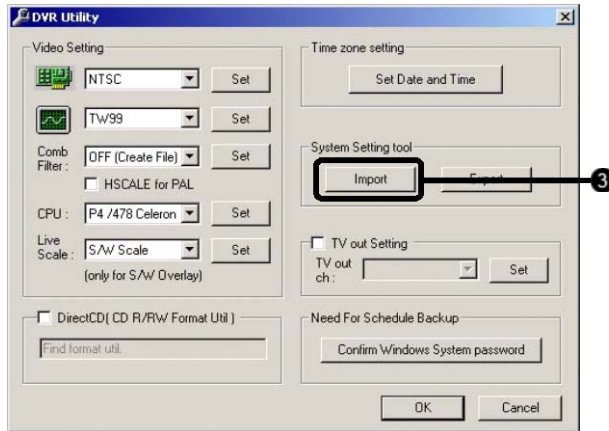 DVR Utility
Video Setting
NTSC Set
TW99 Set
Comb Filter : OFF (Create File) Set
HSCALE for PAL
CPU : P4 /478 Celeron Set
Live Scale : S/W Scale Set
(only for S/W Overlay)
DirectCD( CD R/RW Format Util )
Find format util.
Time zone setting
Set Date and Time
System Setting tool
Import Export
3
TV out Setting
TV out ch : Set
Need For Schedule Backup
Confirm Windows System password
OK Cancel